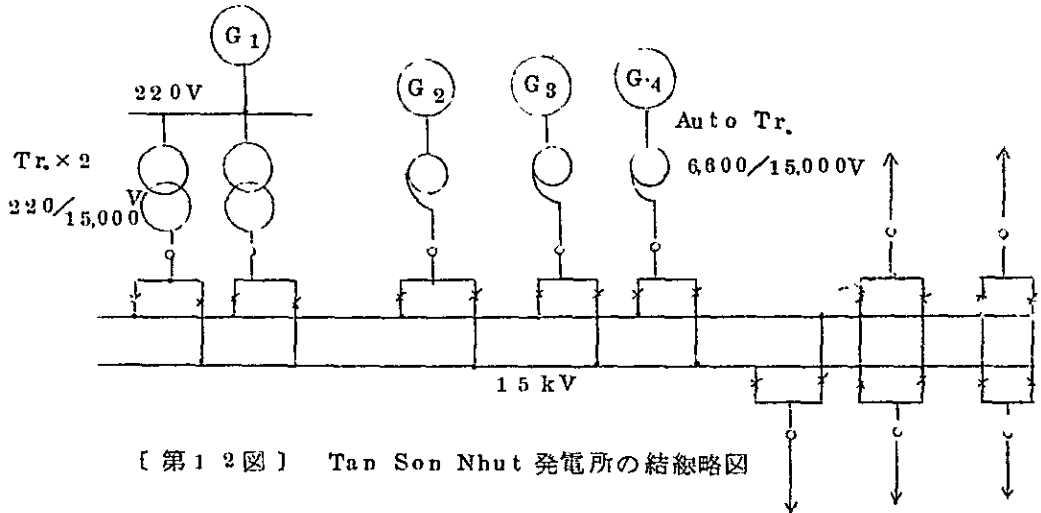 G1
G2
G3
G·4
220V
Tr.×2
220/15,000V
Auto Tr.
6,600/15,000V
15kV
〔第12図〕 Tan Son Nhut 発電所の結線略図